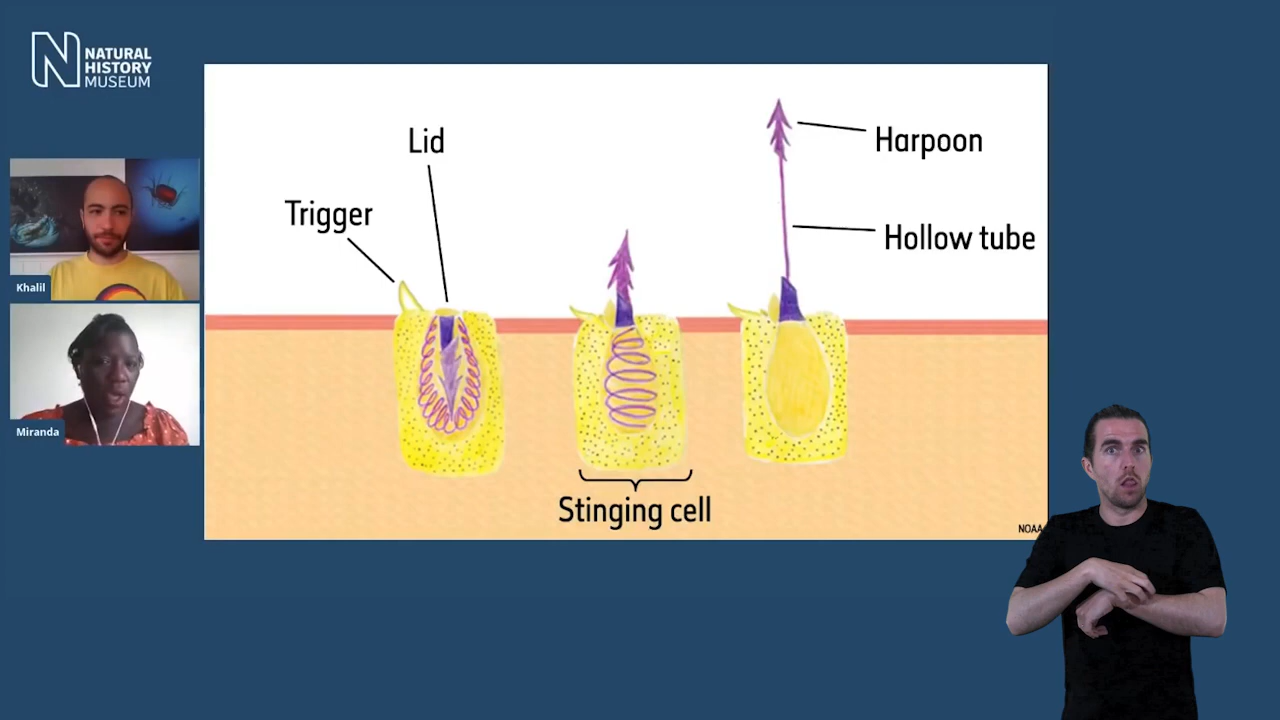 NATURAL
HISTORY
MUSEUM
Lid
Harpoon
Trigger
Hollow tube
Khalil
Miranda
Stinging cell
NOAA